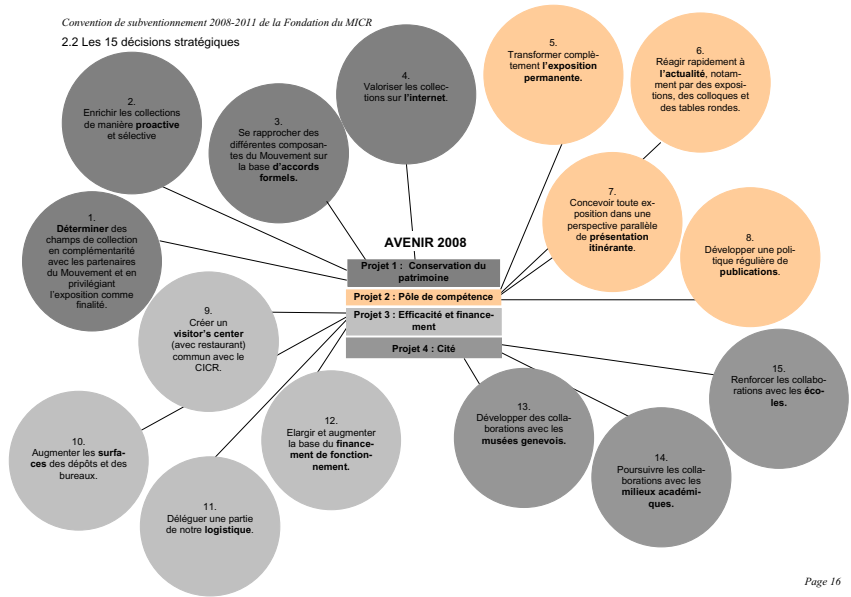 Convention de subventionnement 2008-2011 de la Fondation du MICR
2.2 Les 15 décisions stratégiques
1.
Déterminer des
champs de collection
en complémentarité
avec les partenaires
du Mouvement et en
privilégiant
l'exposition comme
finalité.
2.
Enrichir les collections
de manière proactive
et sélective
3.
Se rapprocher des
différentes composan-
tes du Mouvement sur
la base d'accords
formels.
4.
Valoriser les collec-
tions sur l'internet.
5.
Transformer complè-
tement l'exposition
permanente.
6.
Réagir rapidement à
l'actualité, notam-
ment par des exposi-
tions, des colloques et
des tables rondes.
7.
Concevoir toute ex-
position dans une
perspective parallèle
de présentation
itinérante.
8.
Développer une poli-
tique régulière de
publications.
AVENIR 2008
Projet 1 : Conservation du
patrimoine
Projet 2 : Pôle de compétence
Projet 3 : Efficacité et finance-
ment
Projet 4 : Cité
9.
Créer un
visitor's center
(avec restaurant)
commun avec le
CICR.
10.
Augmenter les surfa-
ces des dépôts et des
bureaux.
11.
Déléguer une partie
de notre logistique.
12.
Elargir et augmenter
la base du finance-
ment de fonction-
nement.
13.
Développer des colla-
borations avec les
musées genevois.
14.
Poursuivre les colla-
borations avec les
milieux académi-
ques.
15.
Renforcer les collabo-
rations avec les éco-
les.
Page 16